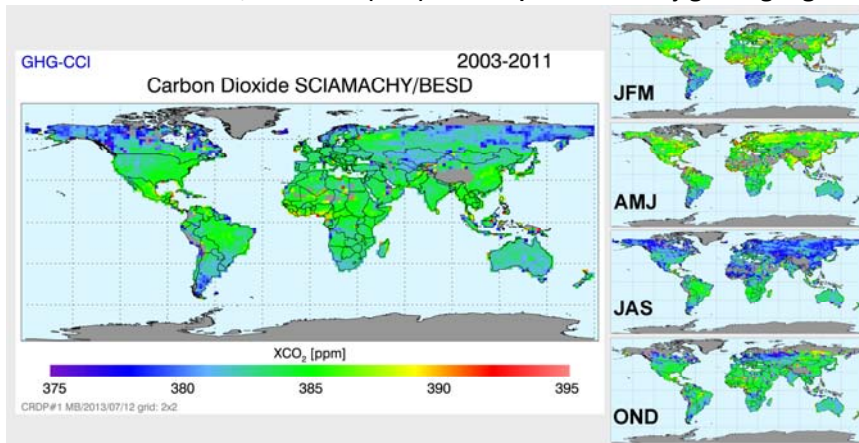 GHG-CCI
2003-2011
Carbon Dioxide SCIAMACHY/BESD
XCO2 [ppm]
375 380 385 390 395
CRDP#1 MB/2013/07/12 grid: 2x2
JFM
AMJ
JAS
OND